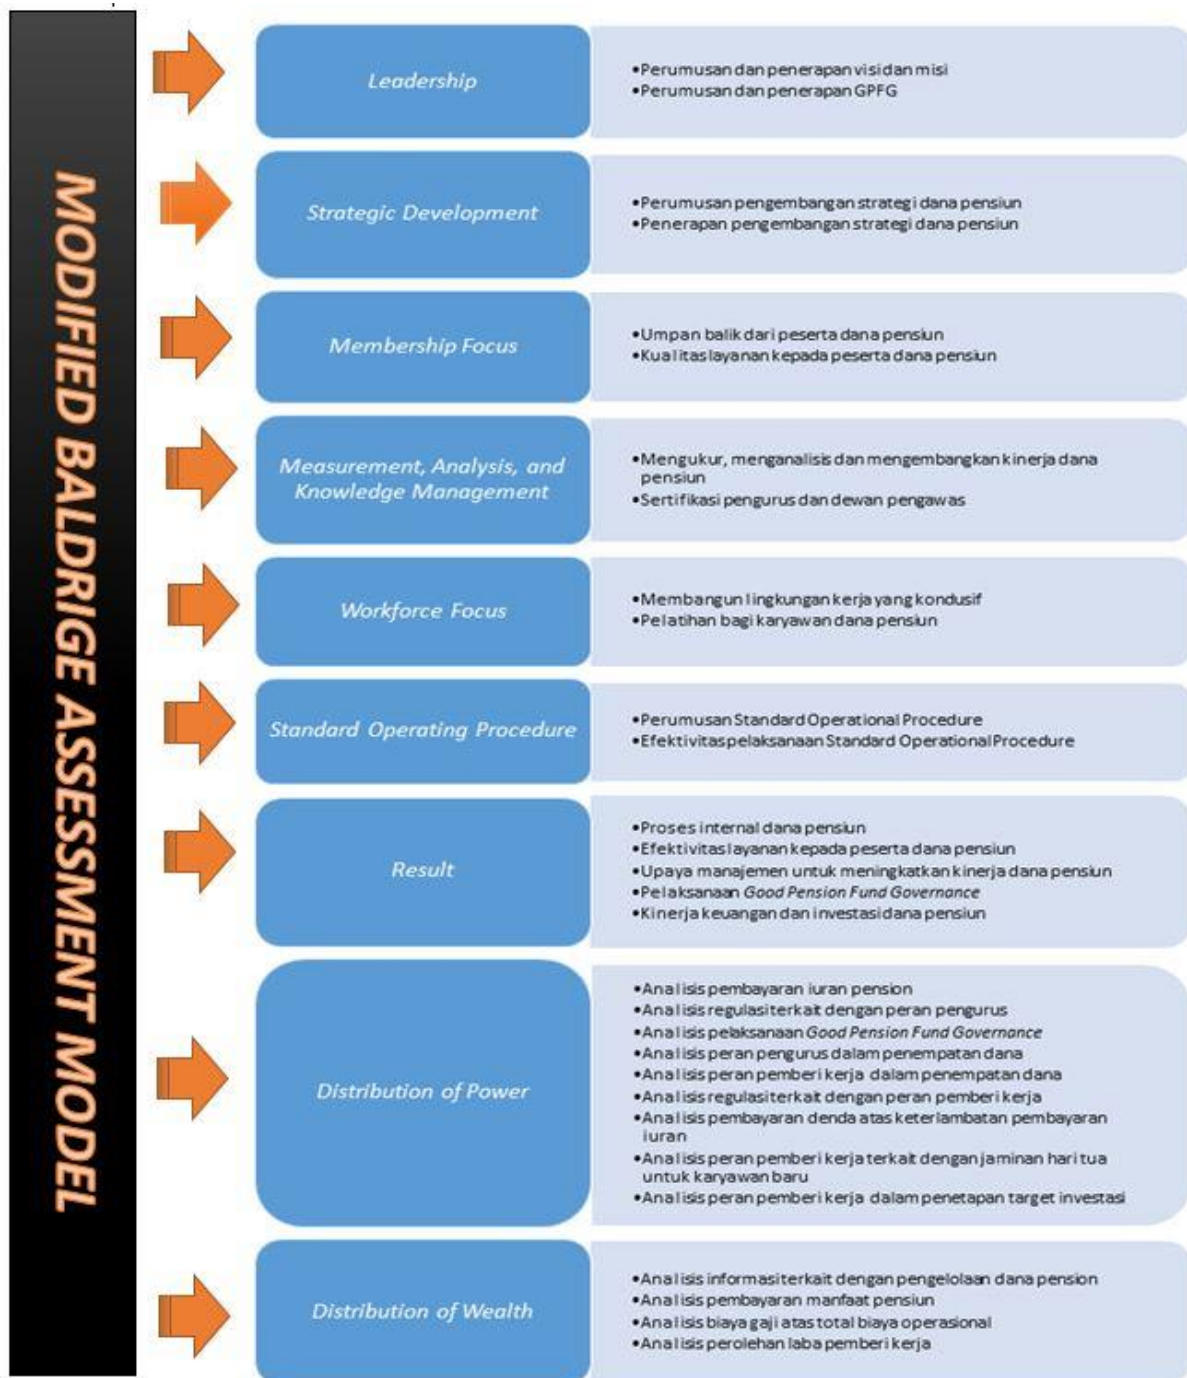 MODIFIED BALDRIGE ASSESSMENT MODEL
Leadership
•Perumusan dan penerapan visi dan misi
•Perumusan dan penerapan GPFG
Strategic Development
•Perumusan pengembangan strategi dana pensiun
•Penerapan pengembangan strategi dana pensiun
Membership Focus
•Umpan balik dari peserta dana pensiun
•Kualitas layanan kepada peserta dana pensiun
Measurement, Analysis, and
Knowledge Management
•Mengukur, menganalisis dan mengembangkan kinerja dana
pensiun
•Sertifikasi pengurus dan dewan pengawas
Workforce Focus
•Membangun lingkungan kerja yang kondusif
•Pelatihan bagi karyawan dana pensiun
Standard Operating Procedure
•Perumusan Standard Operational Procedure
•Efektivitas pelaksanaan Standard Operational Procedure
Result
•Proses internal dana pensiun
•Efektivitas layanan kepada peserta dana pensiun
•Upaya manajemen untuk meningkatkan kinerja dana pensiun
•Pelaksanaan Good Pension Fund Governance
•Kinerja keuangan dan investasi dana pensiun
Distribution of Power
•Analisis pembayaran iuran pension
•Analisis regulasi terkait dengan peran pengurus
•Analisis pelaksanaan Good Pension Fund Governance
•Analisis peran pengurus dalam penempatan dana
•Analisis peran pemberi kerja dalam penempatan dana
•Analisis regulasi terkait dengan peran pemberi kerja
•Analisis pembayaran denda atas keterlambatan pembayaran
iuran
•Analisis peran pemberi kerja terkait dengan jaminan hari tua
untuk karyawan baru
•Analisis peran pemberi kerja dalam penetapan target investasi
Distribution of Wealth
•Analisis informasi terkait dengan pengelolaan dana pension
•Analisis pembayaran manfaat pensiun
•Analisis biaya gaji atas total biaya operasional
•Analisis perolehan laba pemberi kerja